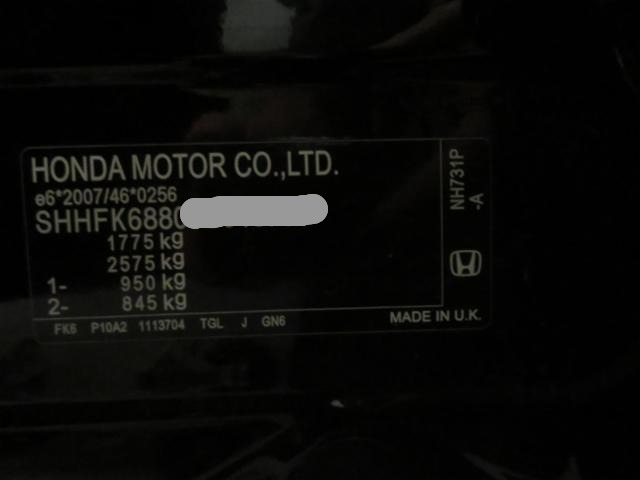 HONDA MOTOR CO.,LTD.
e6*2007/46*0256
SHHFK6880
1775 kg
2575 kg
1- 950 kg
2- 845 kg
FK6 P10A2 1113704 TGL J GN6
MADE IN U.K.
NH731P
-A